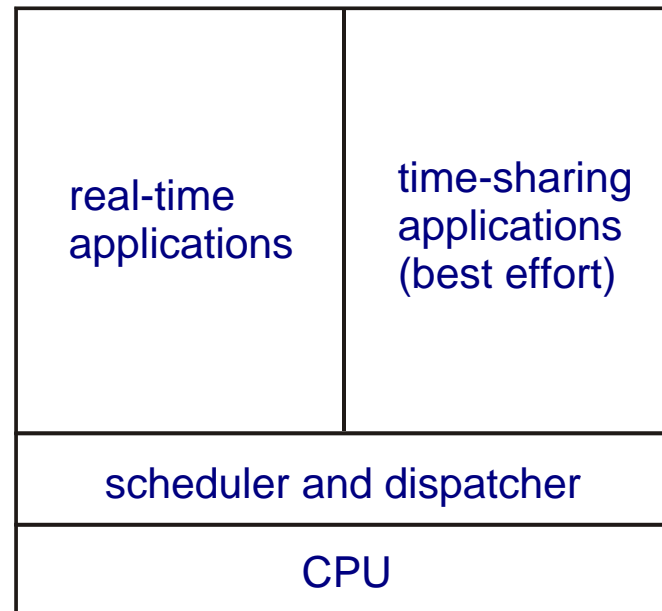 real-time
applications
time-sharing
applications
(best effort)
scheduler and dispatcher
CPU